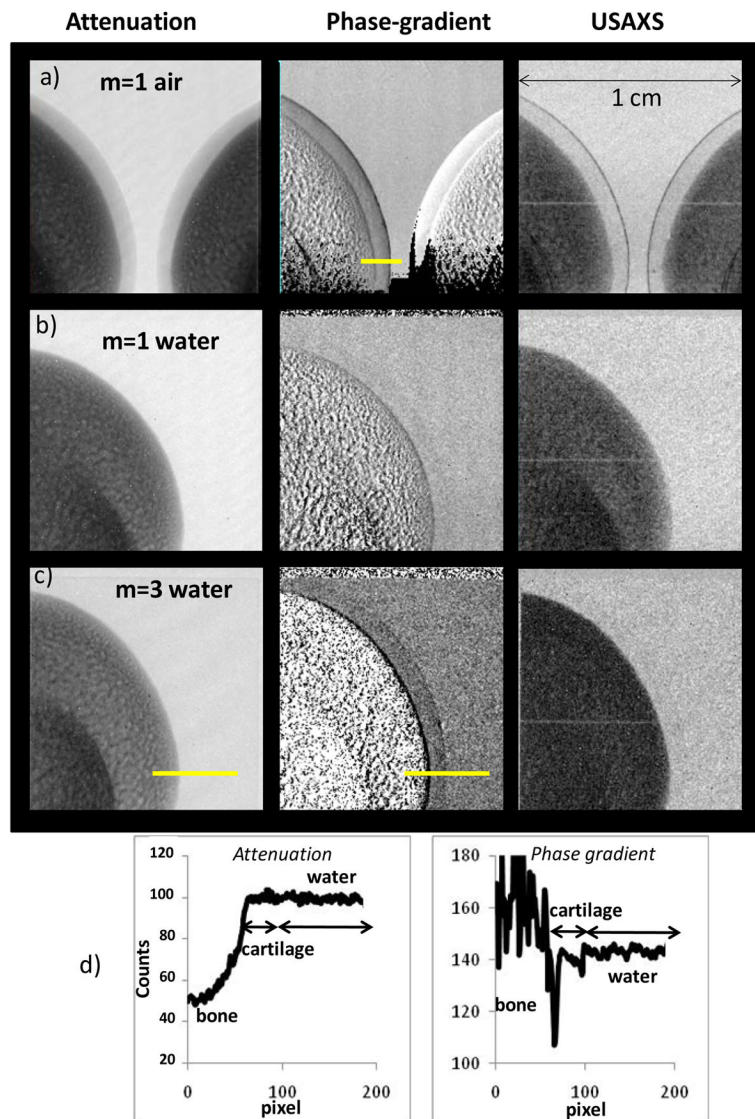 Attenuation Phase-gradient USAXS
a)
m=1 air
1 cm
b)
m=1 water
c)
m=3 water
d)
Attenuation
120
100
80
60
40
20
Counts
water
cartilage
bone
0 100 200
pixel
Phase gradient
180
160
140
120
100
cartilage
water
bone
0 100 200
pixel